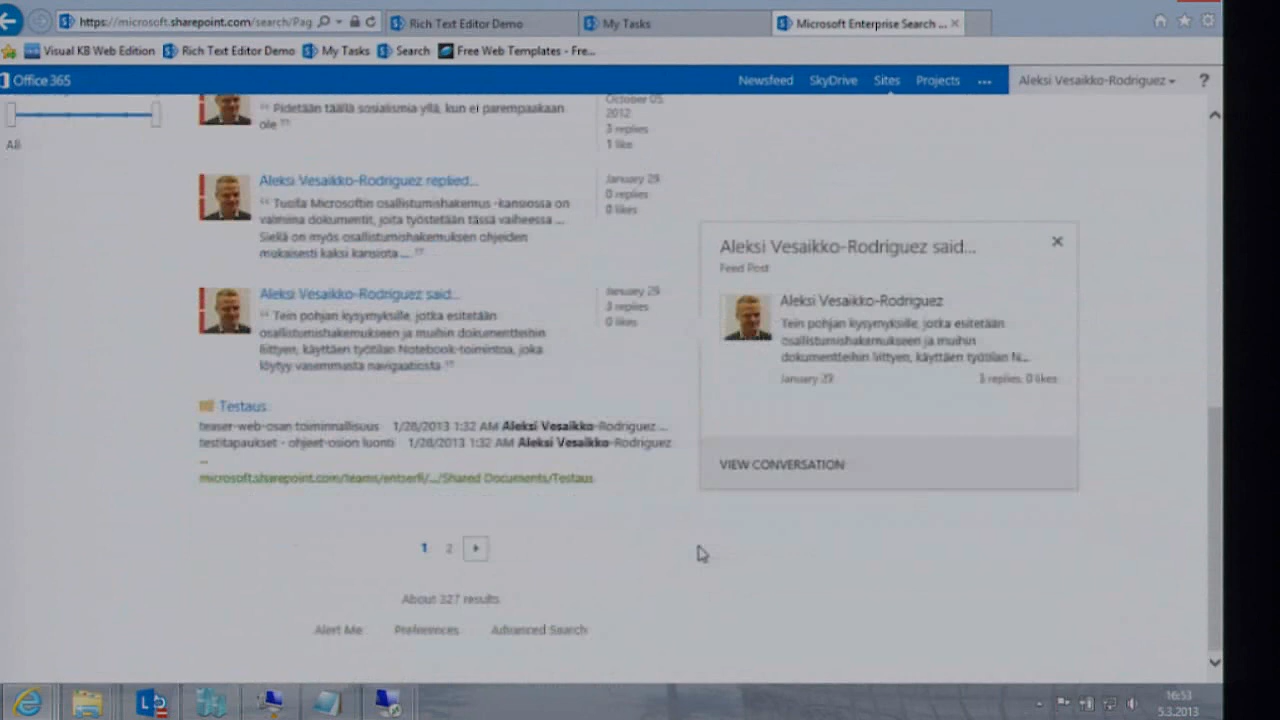 https://microsoft.sharepoint.com/search/Pag
Rich Text Editor Demo
My Tasks
Microsoft Enterprise Search ...
Visual KB Web Edition
Rich Text Editor Demo
My Tasks
Search
Free Web Templates - Fre...
Office 365
Newsfeed
SkyDrive
Sites
Projects
...
Aleksi Vesaikko-Rodriguez
?
All
" Pidetään täällä sosialismia yllä, kun ei parempaakaan
ole "
October 05,
2012
3 replies
1 like
Aleksi Vesaikko-Rodriguez replied...
" Tuolla Microsoftin osallistumishakemus -kansiossa on
valmiina dokumentit, joita työstetään tässä vaiheessa ...
Siellä on myös osallistumishakemuksen ohjeiden
mukaisesti kaksi kansiota ... "
January 29
0 replies
0 likes
Aleksi Vesaikko-Rodriguez said...
" Tein pohjan kysymyksille, jotka esitetään
osallistumishakemukseen ja muihin dokumentteihin
liittyen, käyttäen työtilan Notebook-toimintoa, joka
löytyy vasemmasta navigaatiosta "
January 29
3 replies
0 likes
Testaus
teaser-web-osan toiminnallisuus 1/28/2013 1:32 AM Aleksi Vesaikko-Rodriguez ...
testitapaukset - ohjeet-osion luonti 1/28/2013 1:32 AM Aleksi Vesaikko-Rodriguez
...
microsoft.sharepoint.com/teams/entserfi/.../Shared Documents/Testaus
1 2
About 327 results
Alert Me
Preferences
Advanced Search
Aleksi Vesaikko-Rodriguez said...
Feed Post
Aleksi Vesaikko-Rodriguez
Tein pohjan kysymyksille, jotka esitetään
osallistumishakemukseen ja muihin
dokumentteihin liittyen, käyttäen työtilan N...
January 29
3 replies, 0 likes
VIEW CONVERSATION
16:53
5.3.2013